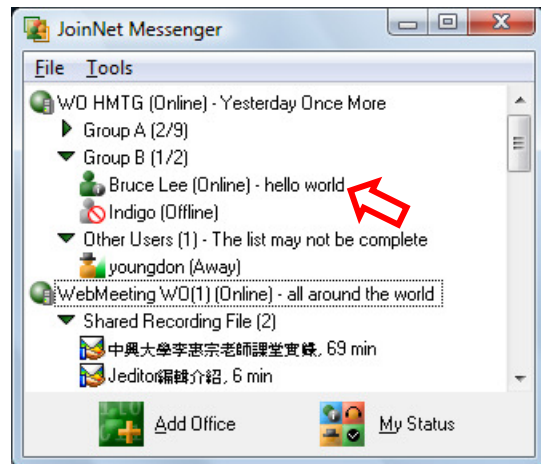 JoinNet Messenger
File Tools
WO HMTG (Online) - Yesterday Once More
Group A (2/9)
Group B (1/2)
Bruce Lee (Online) - hello world
Indigo (Offline)
Other Users (1) - The list may not be complete
youngdon (Away)
WebMeeting WO(1) (Online) - all around the world
Shared Recording File (2)
中興大學李惠宗老師課堂實錄, 69 min
Jeditor編輯介紹, 6 min
Add Office My Status